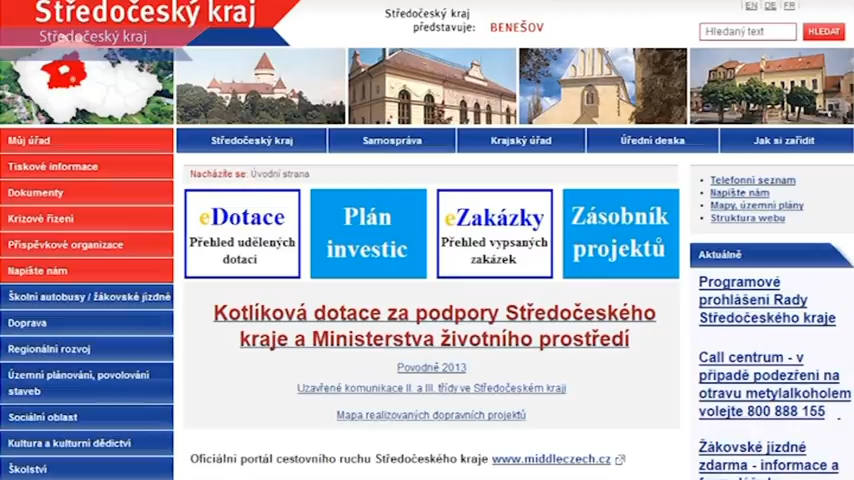 Středočeský kraj
Středočeský kraj
Středočeský kraj
představuje: BENEŠOV
EN DE FR
Hledaný text
HLEDAT
Můj úřad
Tiskové informace
Dokumenty
Krizové řízení
Příspěvkové organizace
Napište nám
Školní autobusy / žákovské jízdné
Doprava
Regionální rozvoj
Územní plánování, povolování
staveb
Sociální oblast
Kultura a kulturní dědictví
Školství
Středočeský kraj
Samospráva
Krajský úřad
Úřední deska
Jak si zařídit
Nacházíte se: Úvodní strana
eDotace
Přehled udělených
dotací
Plán
investic
eZakázky
Přehled vypsaných
zakázek
Zásobník
projektů
Kotlíková dotace za podpory Středočeského
kraje a Ministerstva životního prostředí
Povodně 2013
Uzavřené komunikace II. a III. třídy ve Středočeském kraji
Mapa realizovaných dopravních projektů
Oficiální portál cestovního ruchu Středočeského kraje www.middleczech.cz
Telefonní seznam
Napište nám
Mapy, územní plány
Struktura webu
Aktuálně
Programové
prohlášení Rady
Středočeského kraje
Call centrum - v
případě podezření na
otravu metylalkoholem
volejte 800 888 155
Žákovské jízdné
zdarma - informace a